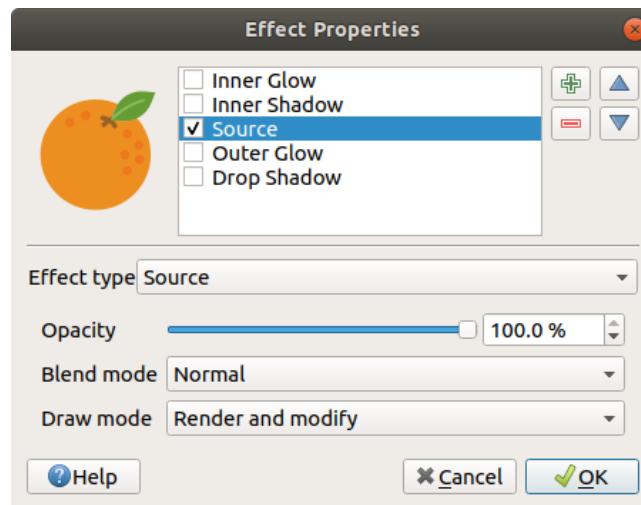 Effect Properties
Inner Glow
Inner Shadow
Source
Outer Glow
Drop Shadow
Effect type Source
Opacity 100.0 %
Blend mode Normal
Draw mode Render and modify
Help Cancel OK